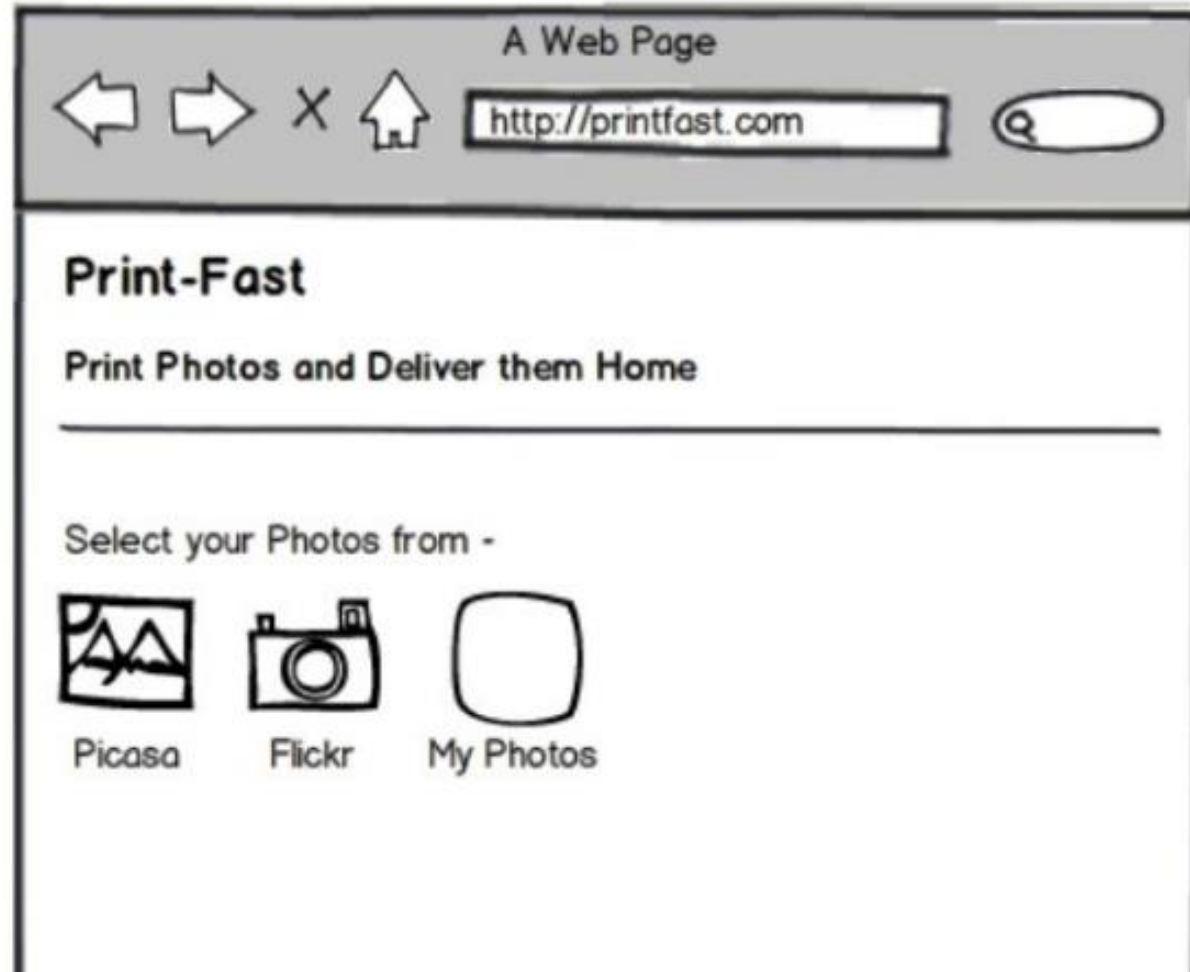 A Web Page
http://printfast.com
Print-Fast
Print Photos and Deliver them Home
Select your Photos from -
Picasa
Flickr
My Photos